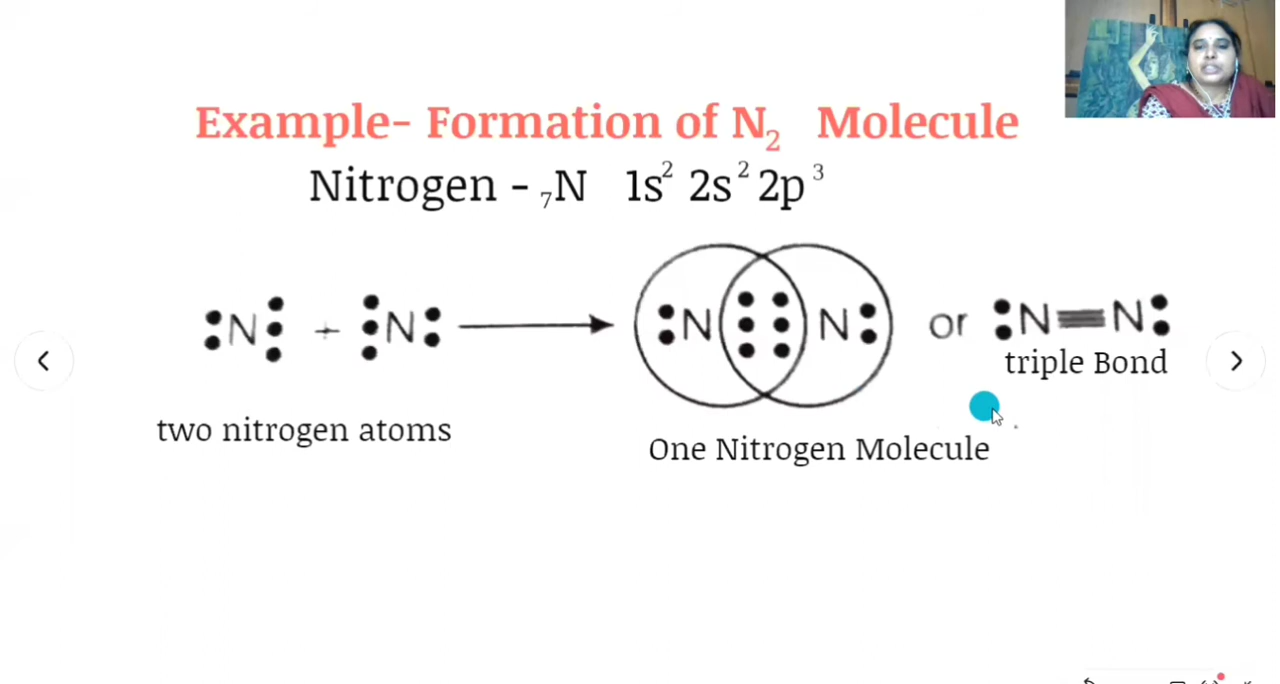 Example- Formation of N₂ Molecule
Nitrogen - ₇N 1s² 2s² 2p³
:N⋮ + ⋮N: → :N ⋮⋮ N: or :N≡N:
triple Bond
two nitrogen atoms
One Nitrogen Molecule